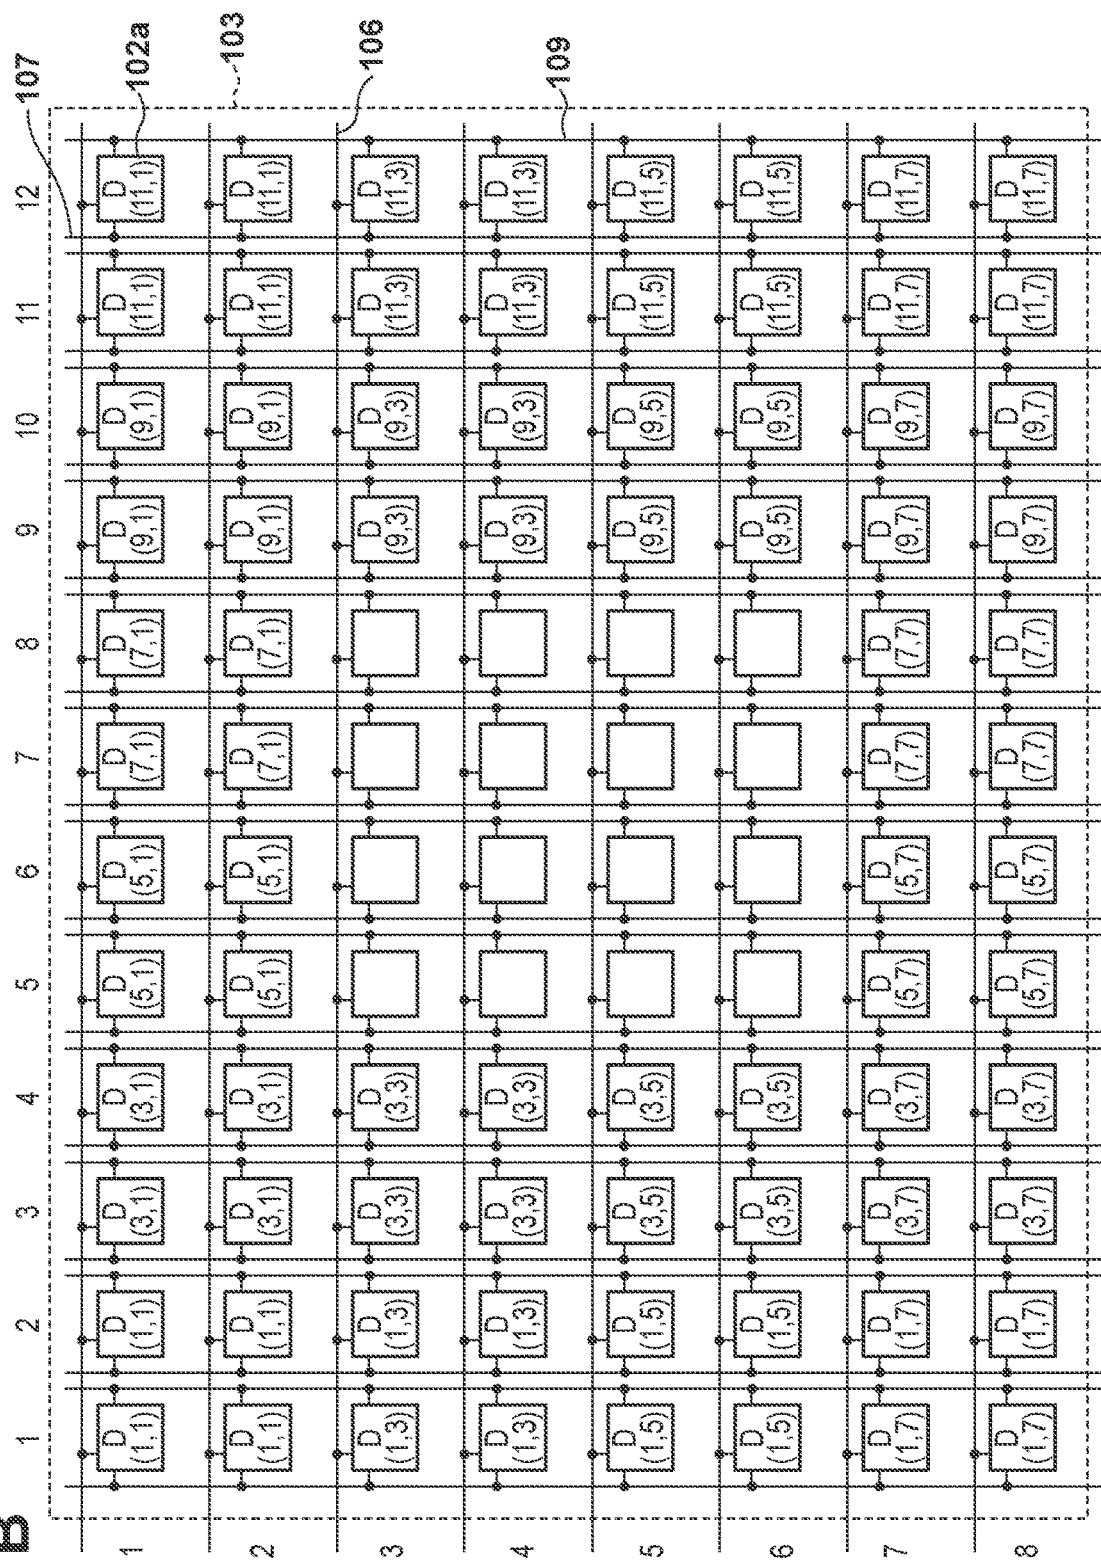 B
1 2 3 4 5 6 7 8 9 10 11 12 107
D D D D D D D D D D D D
1 (1,1) (1,1) (3,1) (3,1) (5,1) (5,1) (7,1) (7,1) (9,1) (9,1) (11,1) (11,1) 102a
D D D D D D D D D D D D 103
2 (1,1) (1,1) (3,1) (3,1) (5,1) (5,1) (7,1) (7,1) (9,1) (9,1) (11,1) (11,1)
D D D D D D D D 106
3 (1,3) (1,3) (3,3) (3,3) (9,3) (9,3) (11,3) (11,3)
D D D D D D D D
4 (1,3) (1,3) (3,3) (3,3) (9,3) (9,3) (11,3) (11,3)
109
D D D D D D D D
5 (1,5) (1,5) (3,5) (3,5) (9,5) (9,5) (11,5) (11,5)
D D D D D D D D
6 (1,5) (1,5) (3,5) (3,5) (9,5) (9,5) (11,5) (11,5)
D D D D D D D D D D D D
7 (1,7) (1,7) (3,7) (3,7) (5,7) (5,7) (7,7) (7,7) (9,7) (9,7) (11,7) (11,7)
D D D D D D D D D D D D
8 (1,7) (1,7) (3,7) (3,7) (5,7) (5,7) (7,7) (7,7) (9,7) (9,7) (11,7) (11,7)